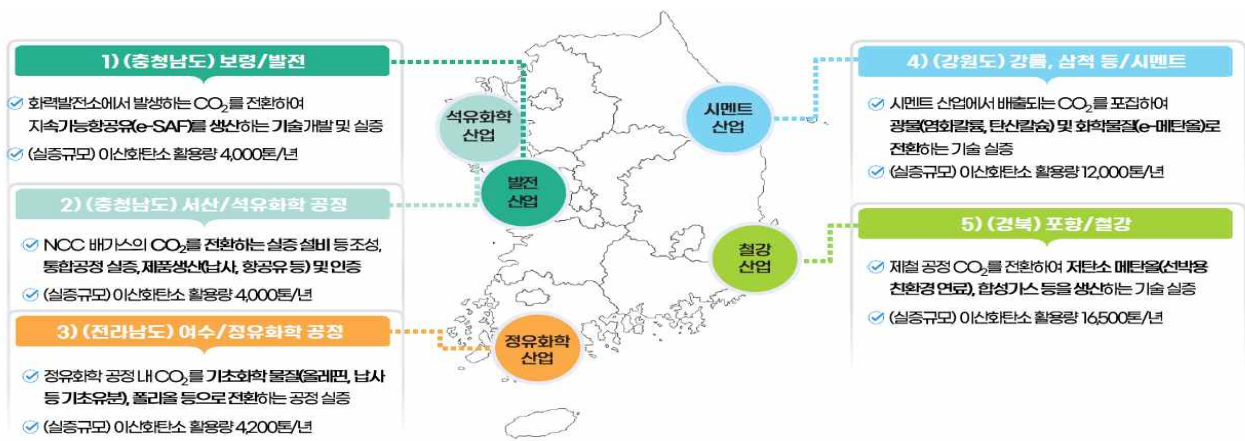 1) (충청남도) 보령/발전
화력발전소에서 발생하는 CO₂를 전환하여
지속가능항공유(e-SAF)를 생산하는 기술개발 및 실증
(실증규모) 이산화탄소 활용량 4,000톤/년
2) (충청남도) 서산/석유화학 공정
NCC 배가스의 CO₂를 전환하는 실증 설비 등 조성,
통합공정 실증, 제품생산(납사, 항공유 등) 및 인증
(실증규모) 이산화탄소 활용량 4,000톤/년
3) (전라남도) 여수/정유화학 공정
정유화학 공정 내 CO₂를 기초화학 물질(올레핀, 납사
등 기초유분), 폴리올 등으로 전환하는 공정 실증
(실증규모) 이산화탄소 활용량 4,200톤/년
석유화학
산업
발전
산업
정유화학
산업
시멘트
산업
철강
산업
4) (강원도) 강릉, 삼척 등/시멘트
시멘트 산업에서 배출되는 CO₂를 포집하여
광물(염화칼륨, 탄산칼슘) 및 화학물질(e-메탄올)로
전환하는 기술 실증
(실증규모) 이산화탄소 활용량 12,000톤/년
5) (경북) 포항/철강
제철 공정 CO₂를 전환하여 저탄소 메탄올(선박용
친환경 연료), 합성가스 등을 생산하는 기술 실증
(실증규모) 이산화탄소 활용량 16,500톤/년